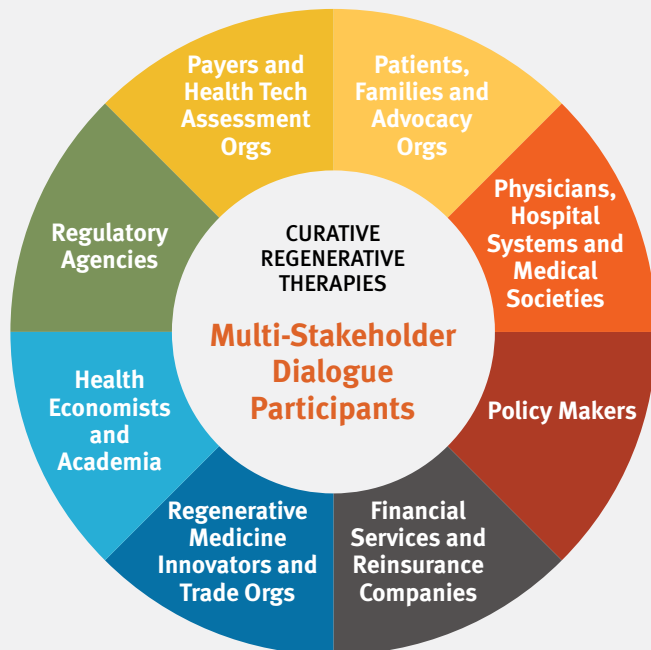 CURATIVE
REGENERATIVE
THERAPIES
Multi-Stakeholder
Dialogue
Participants
Patients,
Families and
Advocacy
Orgs
Physicians,
Hospital
Systems and
Medical
Societies
Policy Makers
Financial
Services and
Reinsurance
Companies
Regenerative
Medicine
Innovators and
Trade Orgs
Health
Economists
and
Academia
Regulatory
Agencies
Payers and
Health Tech
Assessment
Orgs